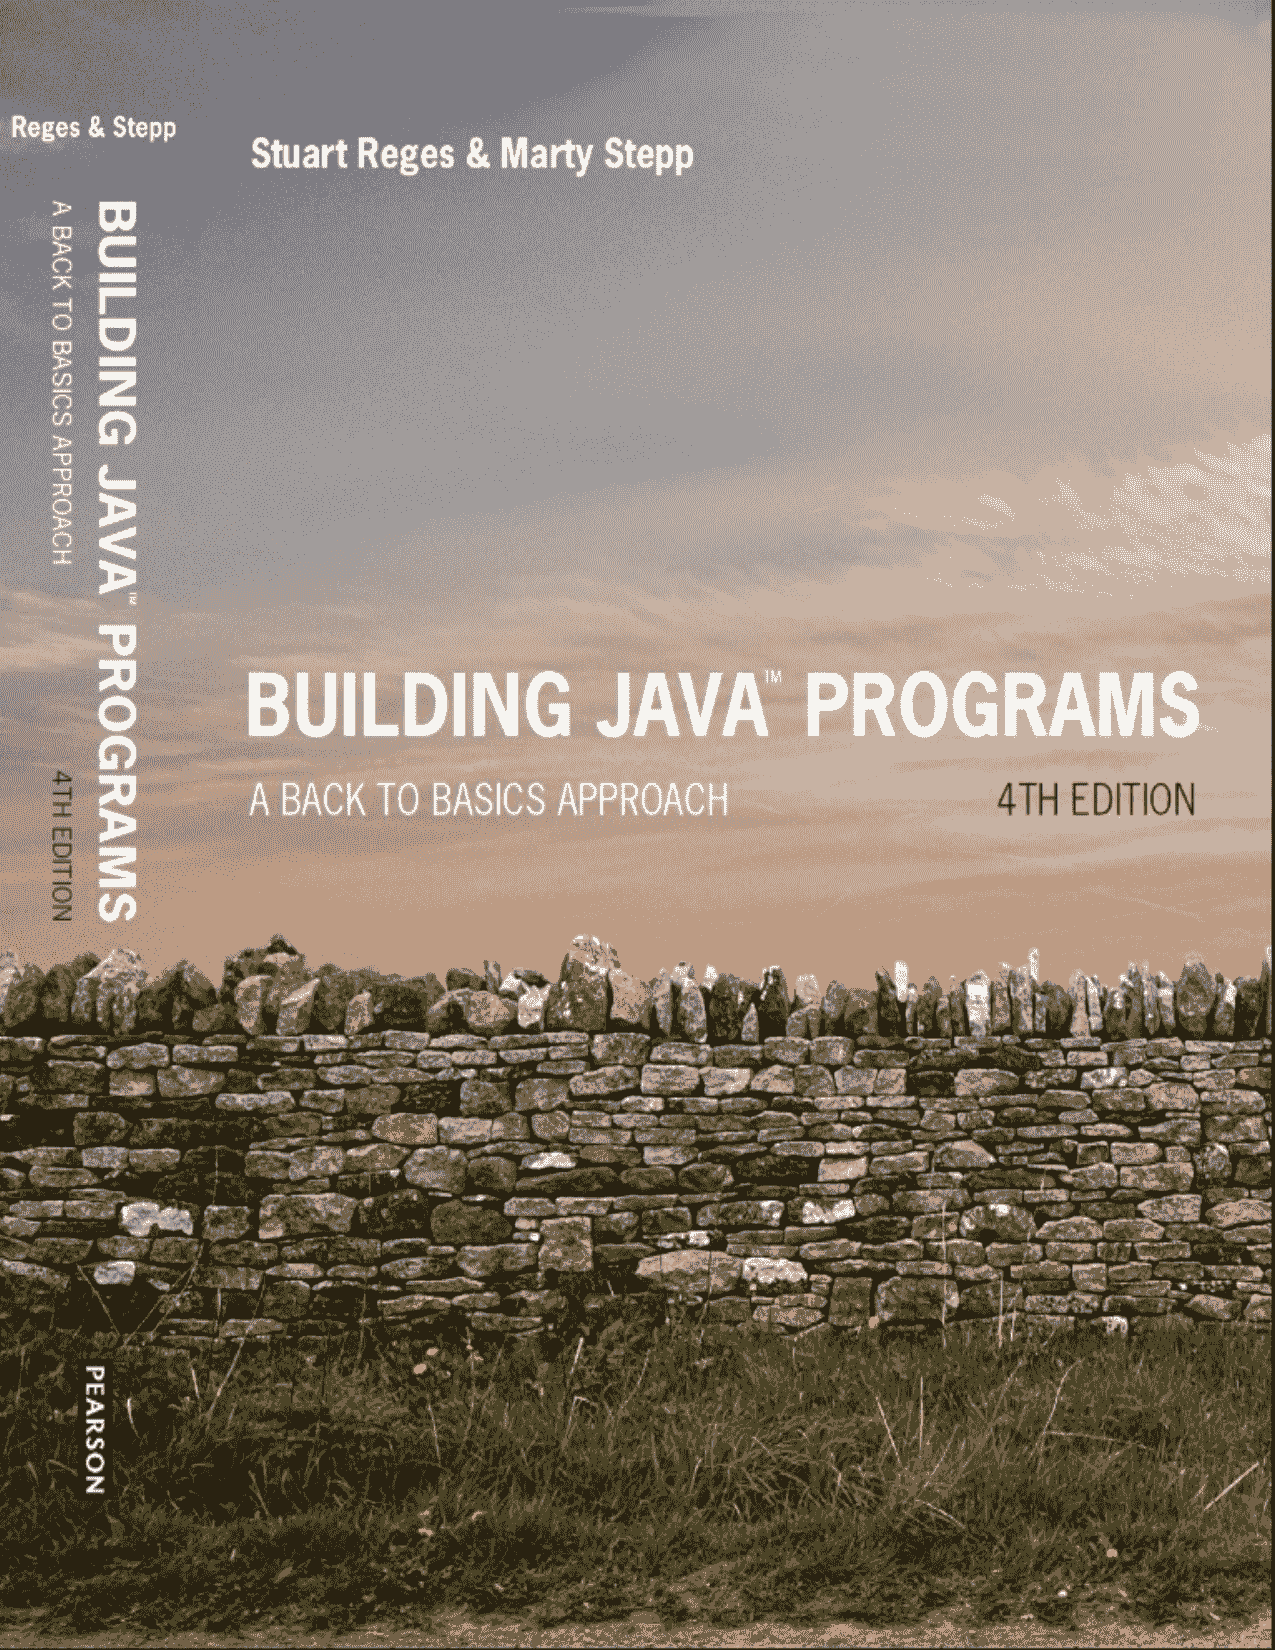 Reges & Stepp
BUILDING JAVA™ PROGRAMS
A BACK TO BASICS APPROACH
4TH EDITION
PEARSON
Stuart Reges & Marty Stepp
BUILDING JAVA™ PROGRAMS
A BACK TO BASICS APPROACH
4TH EDITION